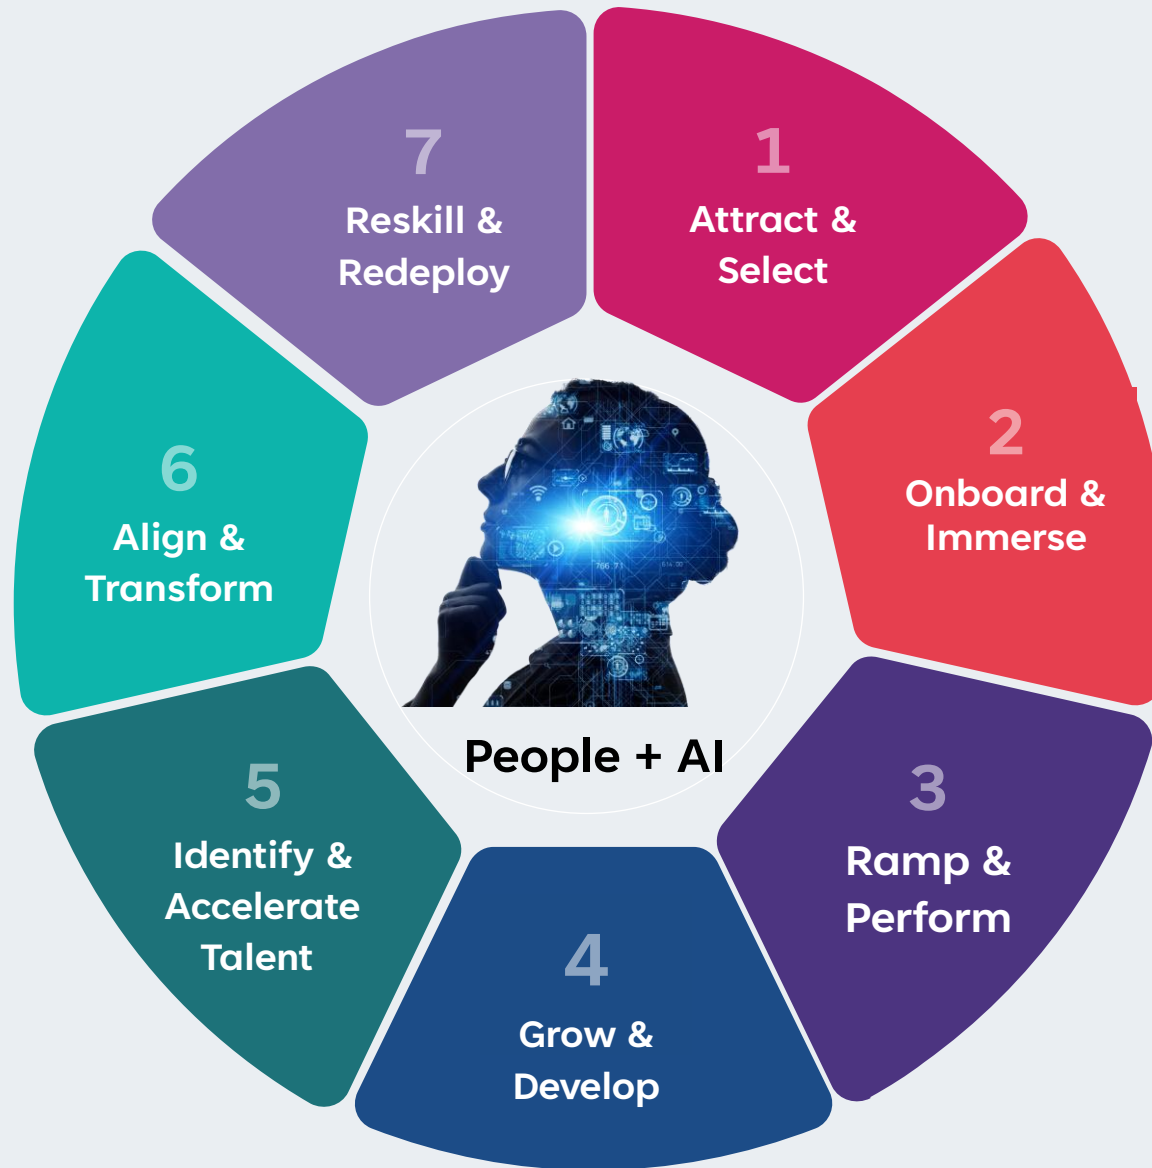 1
Attract &
Select
2
Onboard &
Immerse
3
Ramp &
Perform
4
Grow &
Develop
5
Identify &
Accelerate
Talent
6
Align &
Transform
7
Reskill &
Redeploy
People + AI